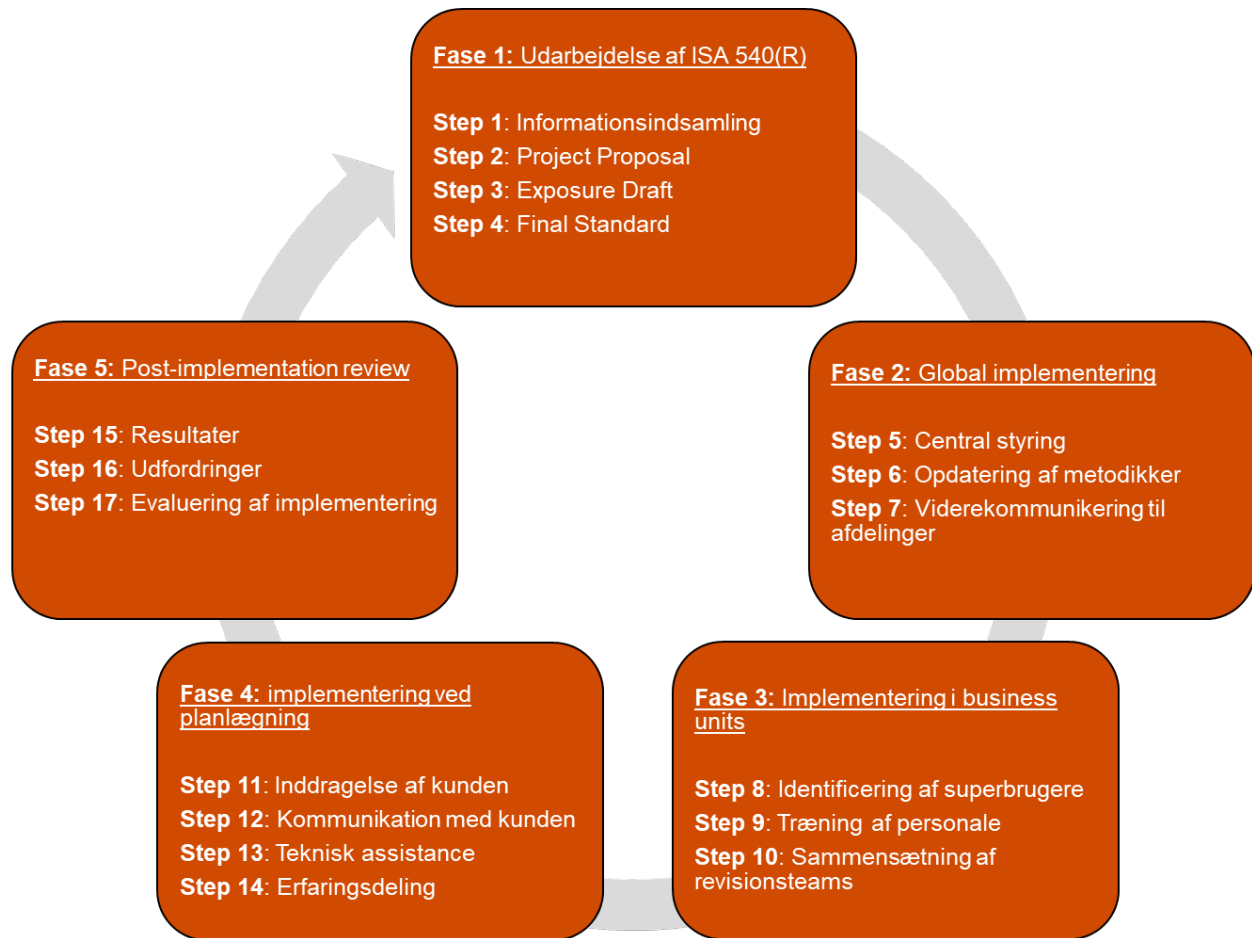 Fase 1: Udarbejdelse af ISA 540(R)
Step 1: Informationsindsamling
Step 2: Project Proposal
Step 3: Exposure Draft
Step 4: Final Standard
Fase 2: Global implementering
Step 5: Central styring
Step 6: Opdatering af metodikker
Step 7: Viderekommunikering til
afdelinger
Fase 3: Implementering i business
units
Step 8: Identificering af superbrugere
Step 9: Træning af personale
Step 10: Sammensætning af
revisionsteams
Fase 4: implementering ved
planlægning
Step 11: Inddragelse af kunden
Step 12: Kommunikation med kunden
Step 13: Teknisk assistance
Step 14: Erfaringsdeling
Fase 5: Post-implementation review
Step 15: Resultater
Step 16: Udfordringer
Step 17: Evaluering af implementering